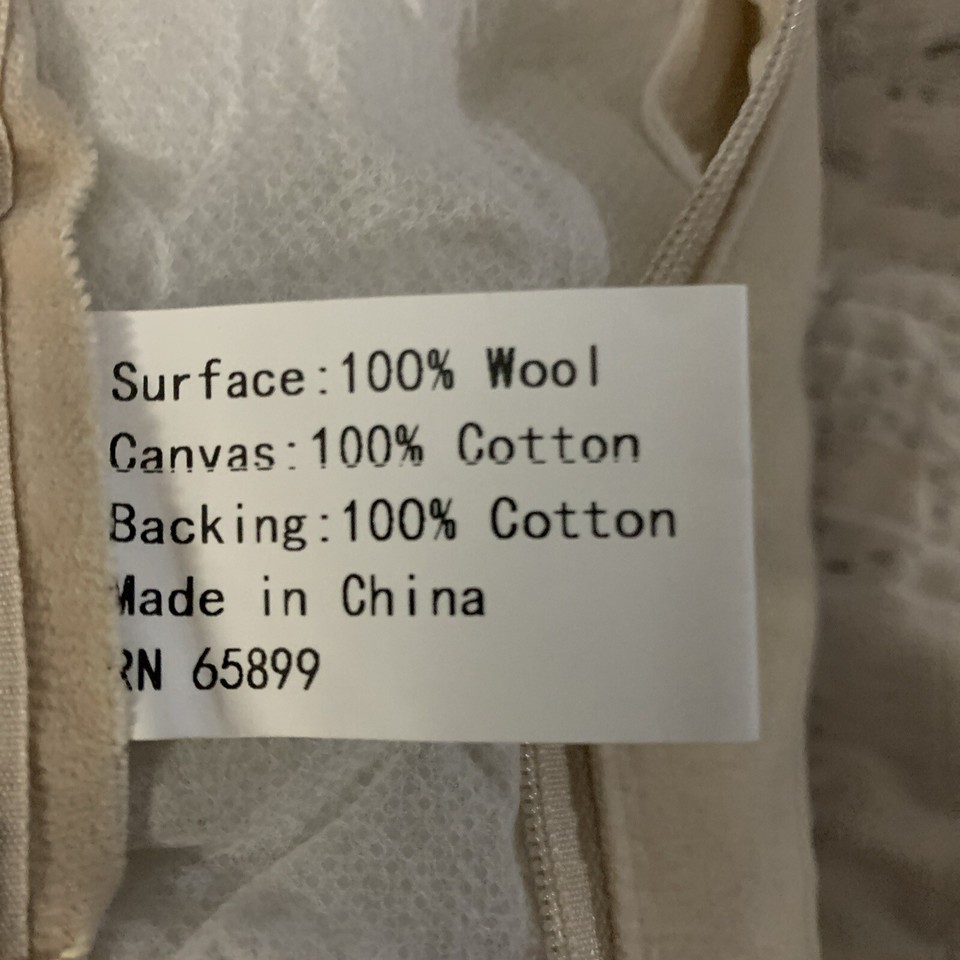 Surface:100% Wool
Canvas:100% Cotton
Backing:100% Cotton
Made in China
RN 65899